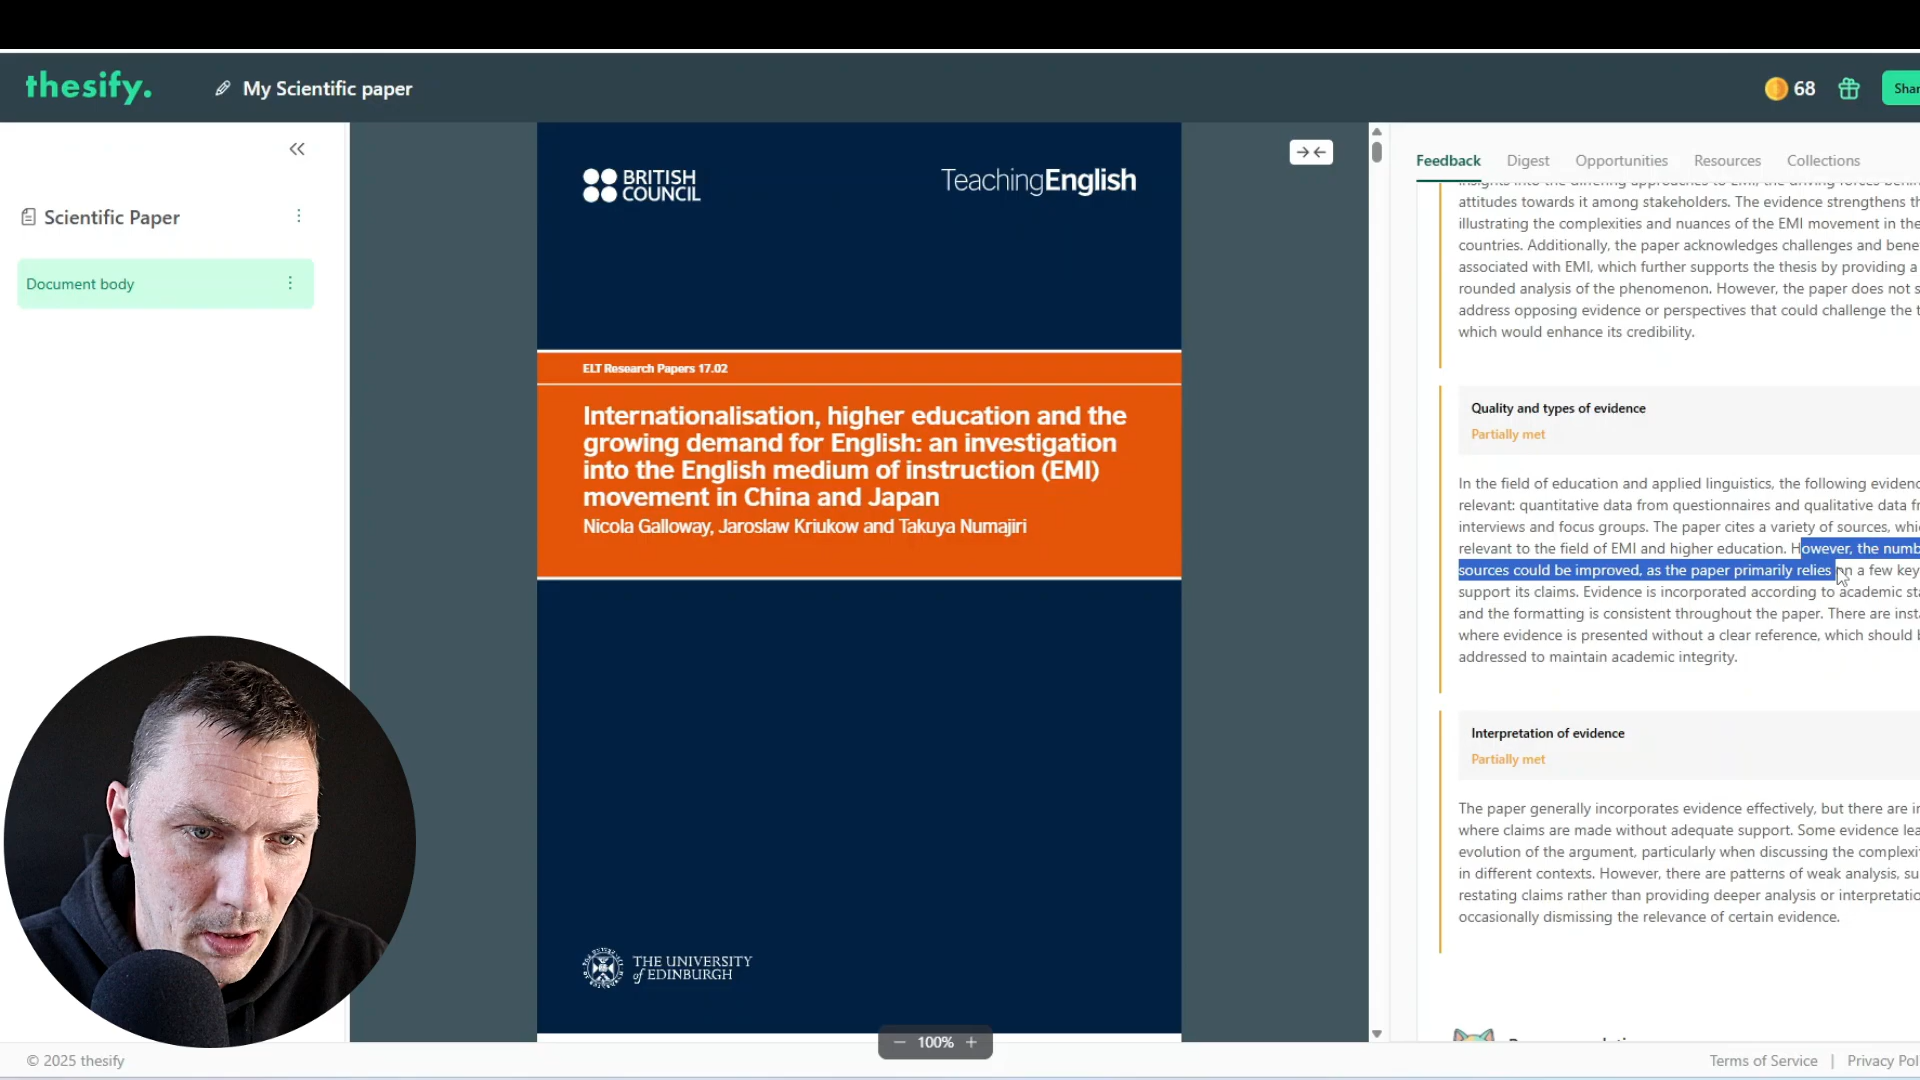 thesify.
My Scientific paper
68
Scientific Paper
Document body
BRITISH
COUNCIL
TeachingEnglish
ELT Research Papers 17.02
Internationalisation, higher education and the
growing demand for English: an investigation
into the English medium of instruction (EMI)
movement in China and Japan
Nicola Galloway, Jaroslaw Kriukow and Takuya Numajiri
THE UNIVERSITY
of EDINBURGH
100%
Feedback
Digest
Opportunities
Resources
Collections
attitudes towards it among stakeholders. The evidence strengthens
illustrating the complexities and nuances of the EMI movement in the
countries. Additionally, the paper acknowledges challenges and
associated with EMI, which further supports the thesis by providing a
rounded analysis of the phenomenon. However, the paper does not
address opposing evidence or perspectives that could challenge the
which would enhance its credibility.
Quality and types of evidence
Partially met
In the field of education and applied linguistics, the following
relevant: quantitative data from questionnaires and qualitative data
interviews and focus groups. The paper cites a variety of sources,
relevant to the field of EMI and higher education. However, the
sources could be improved, as the paper primarily relies on a few key
support its claims. Evidence is incorporated according to academic
and the formatting is consistent throughout the paper. There are
where evidence is presented without a clear reference, which should
addressed to maintain academic integrity.
Interpretation of evidence
Partially met
The paper generally incorporates evidence effectively, but there are
where claims are made without adequate support. Some evidence
evolution of the argument, particularly when discussing the
in different contexts. However, there are patterns of weak analysis,
restating claims rather than providing deeper analysis or
occasionally dismissing the relevance of certain evidence.
© 2025 thesify
Terms of Service | Privacy